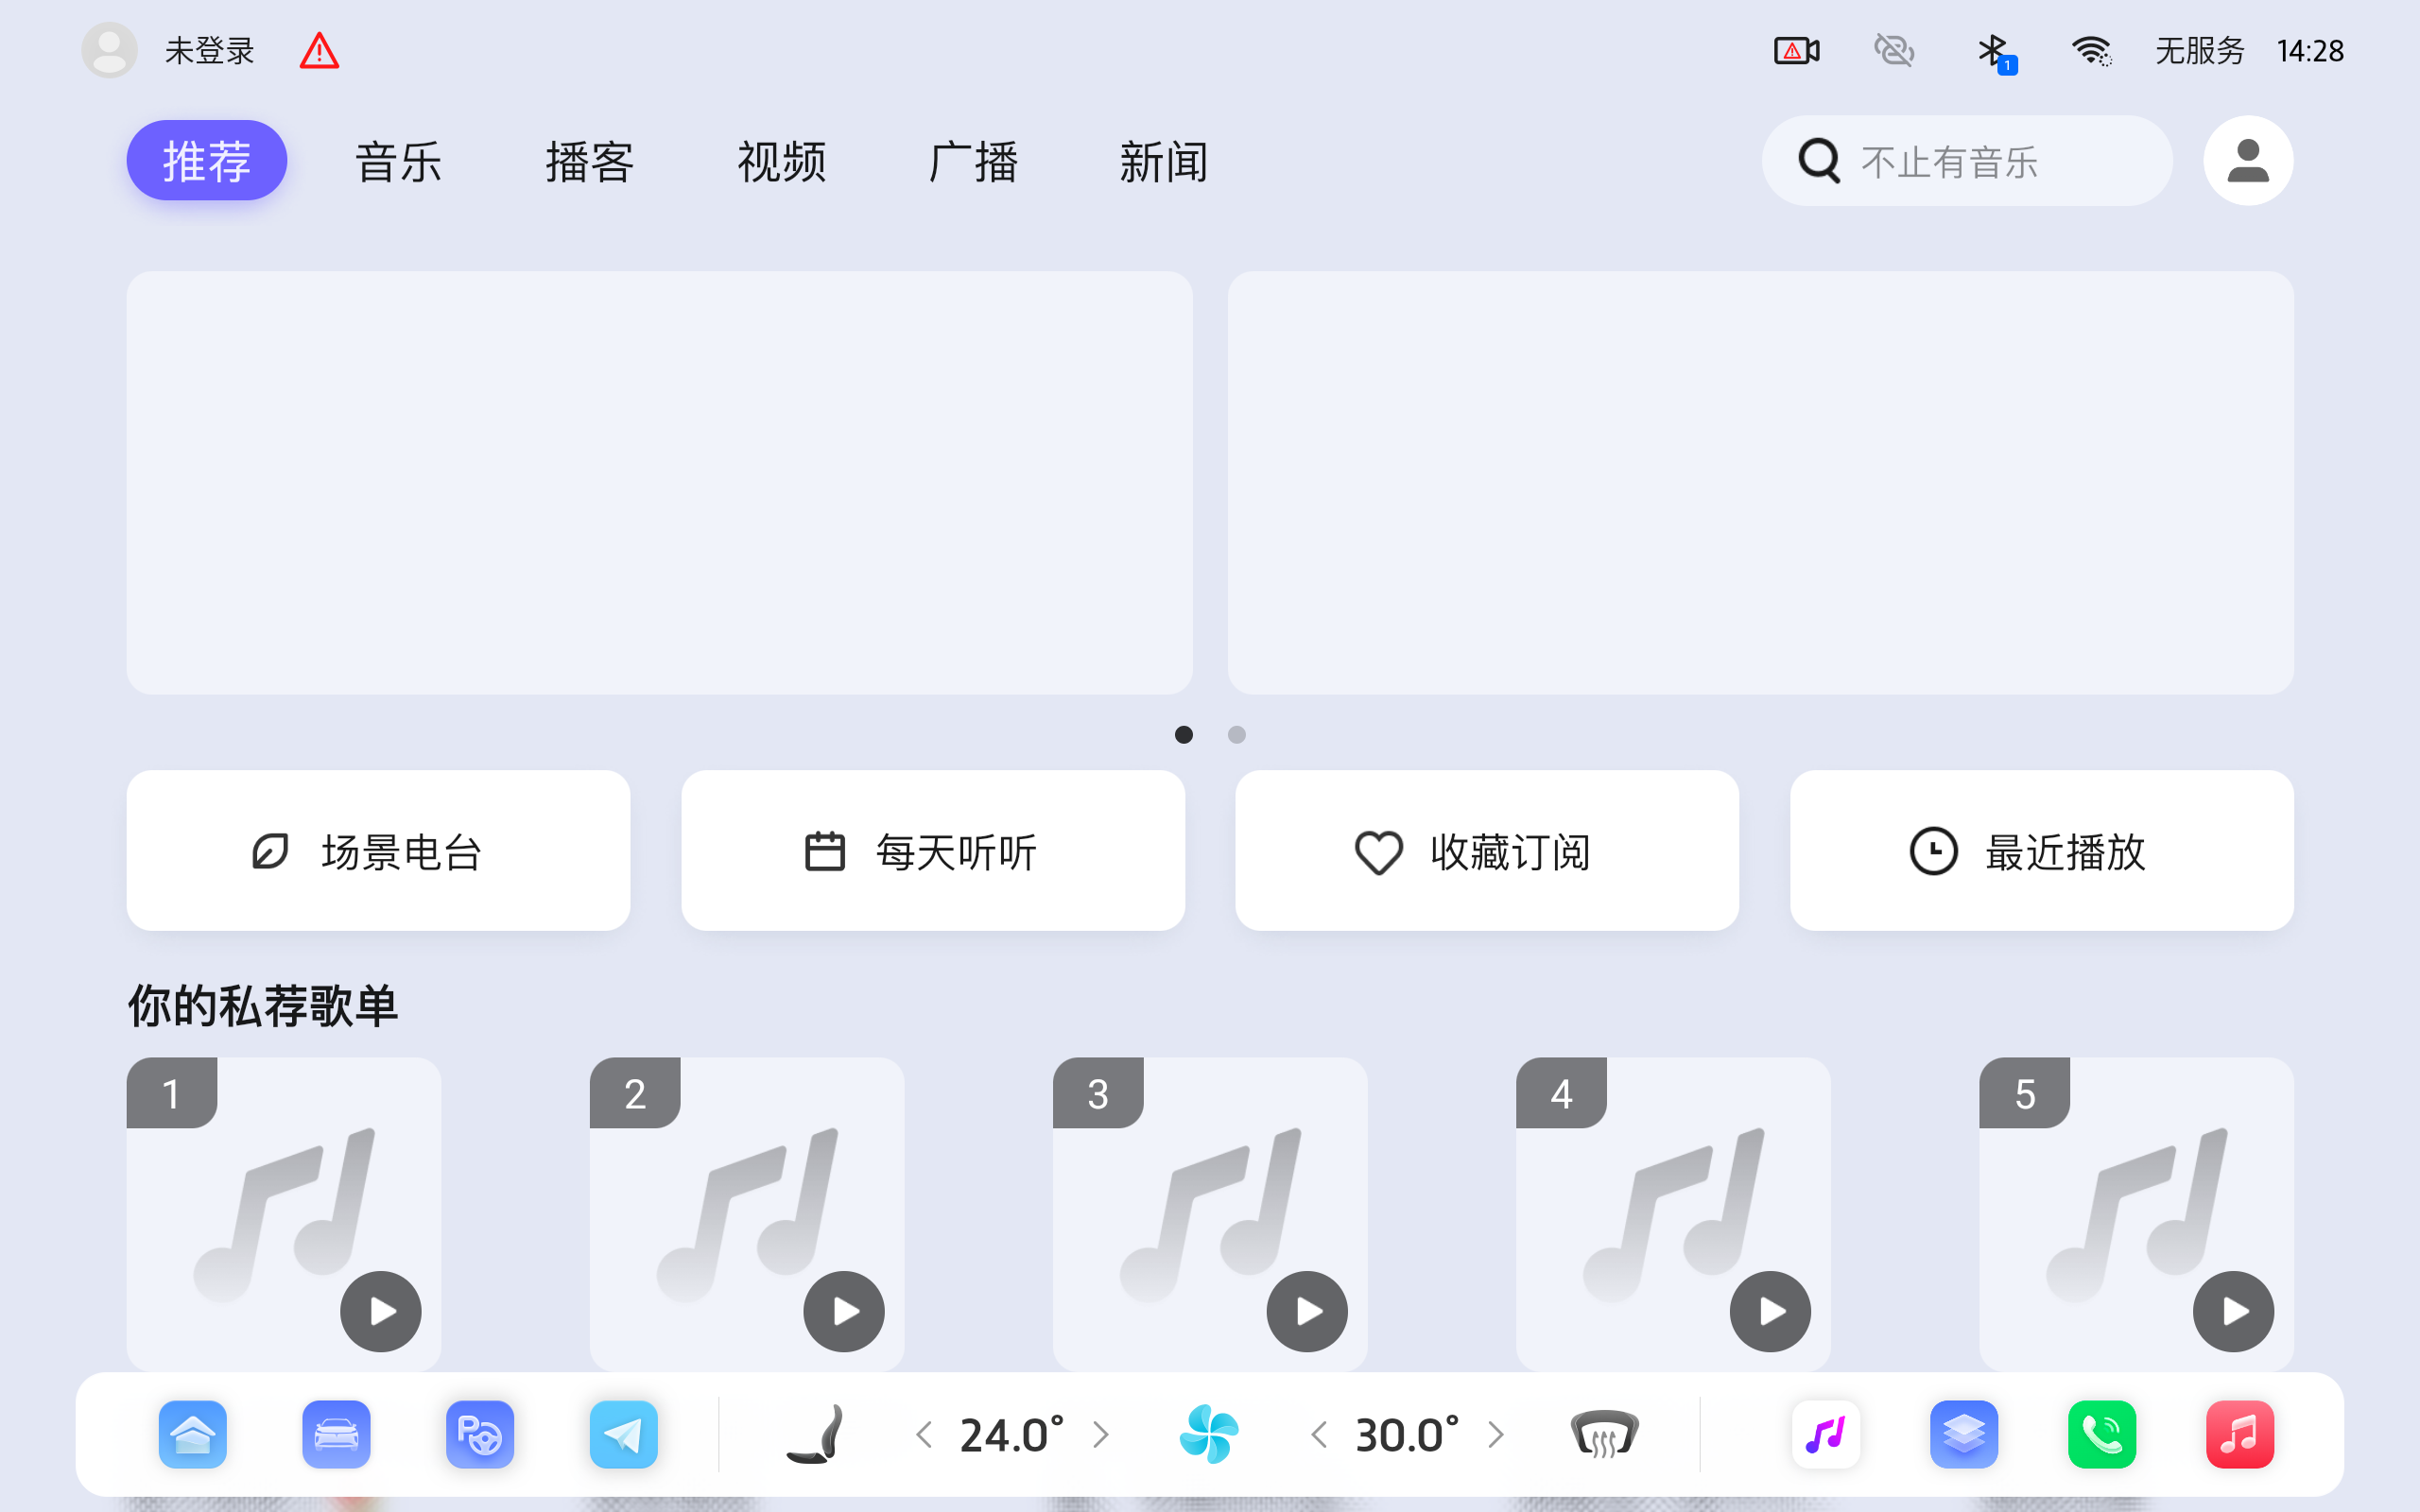 未登录
1
无服务 14:28
推荐 音乐 播客 视频 广播 新闻
不止有音乐
场景电台 每天听听 收藏订阅 最近播放
你的私荐歌单
1 2 3 4 5
P
24.0° 30.0°